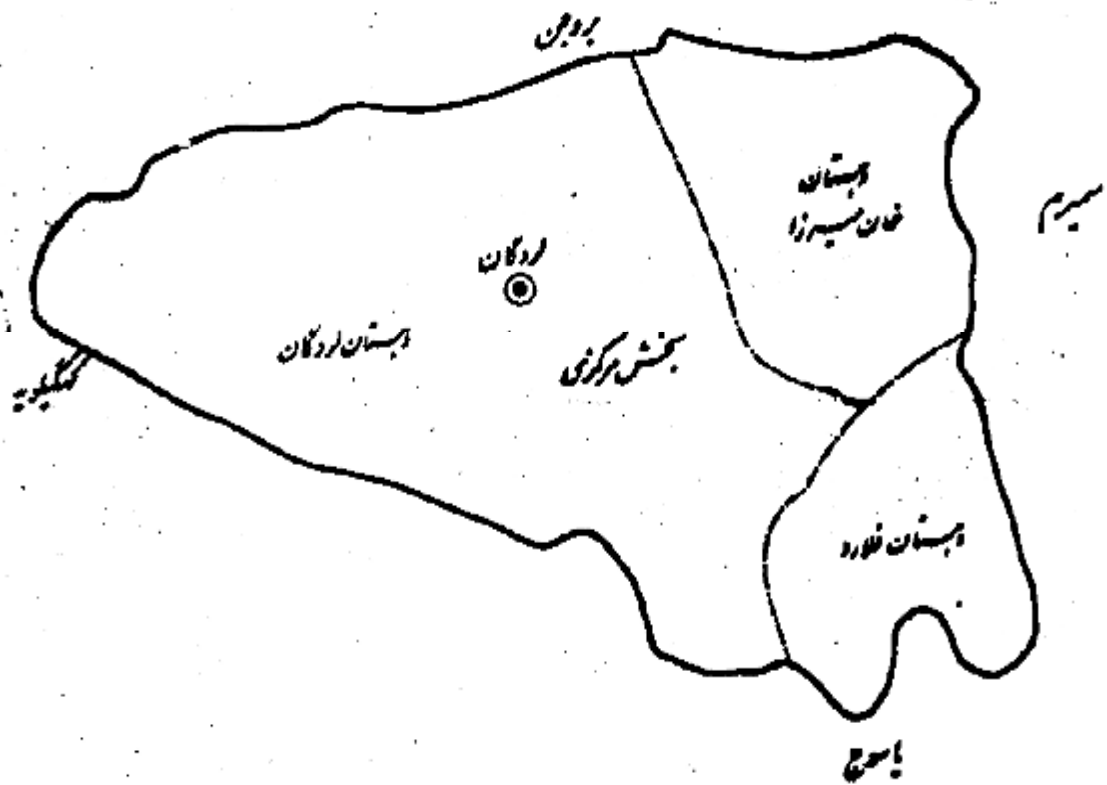 بروجن
دهستان
خان میرزا
سمیرم
لردگان
دهستان لردگان
بخش مرکزی
کهگیلویه
دهستان فلارد
یاسوج